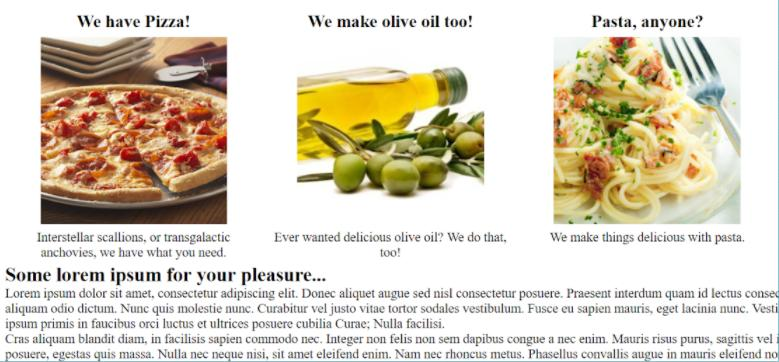 We have Pizza!
We make olive oil too!
Pasta, anyone?
Interstellar scallions, or transgalactic
anchovies, we have what you need.
Ever wanted delicious olive oil? We do that,
too!
We make things delicious with pasta.
Some lorem ipsum for your pleasure...
Lorem ipsum dolor sit amet, consectetur adipiscing elit. Donec aliquet augue sed nisl consectetur posuere. Praesent interdum quam id lectus consec
aliquam odio dictum. Nunc quis molestie nunc. Curabitur vel justo vitae tortor sodales vestibulum. Fusce eu sapien mauris, eget lacinia nunc. Vesti
ipsum primis in faucibus orci luctus et ultrices posuere cubilia Curae; Nulla facilisi.
Cras aliquam blandit diam, in facilisis sapien commodo nec. Integer non felis non sem dapibus congue a nec enim. Mauris risus purus, sagittis vel
posuere, egestas quis massa. Nulla nec neque nisi, sit amet eleifend enim. Nam nec rhoncus metus. Phasellus convallis augue in mauris eleifend